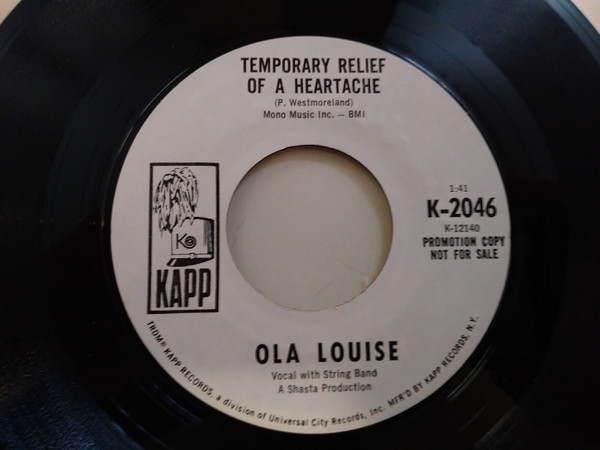 TEMPORARY RELIEF
OF A HEARTACHE
(P. Westmoreland)
Mono Music Inc. — BMI
1:41
K-2046
K-12140
PROMOTION COPY
NOT FOR SALE
K
KAPP
OLA LOUISE
Vocal with String Band
A Shasta Production
TRDM® KAPP RECORDS, a division of Universal City Records, Inc. MFR'D BY KAPP RECORDS, N.Y.